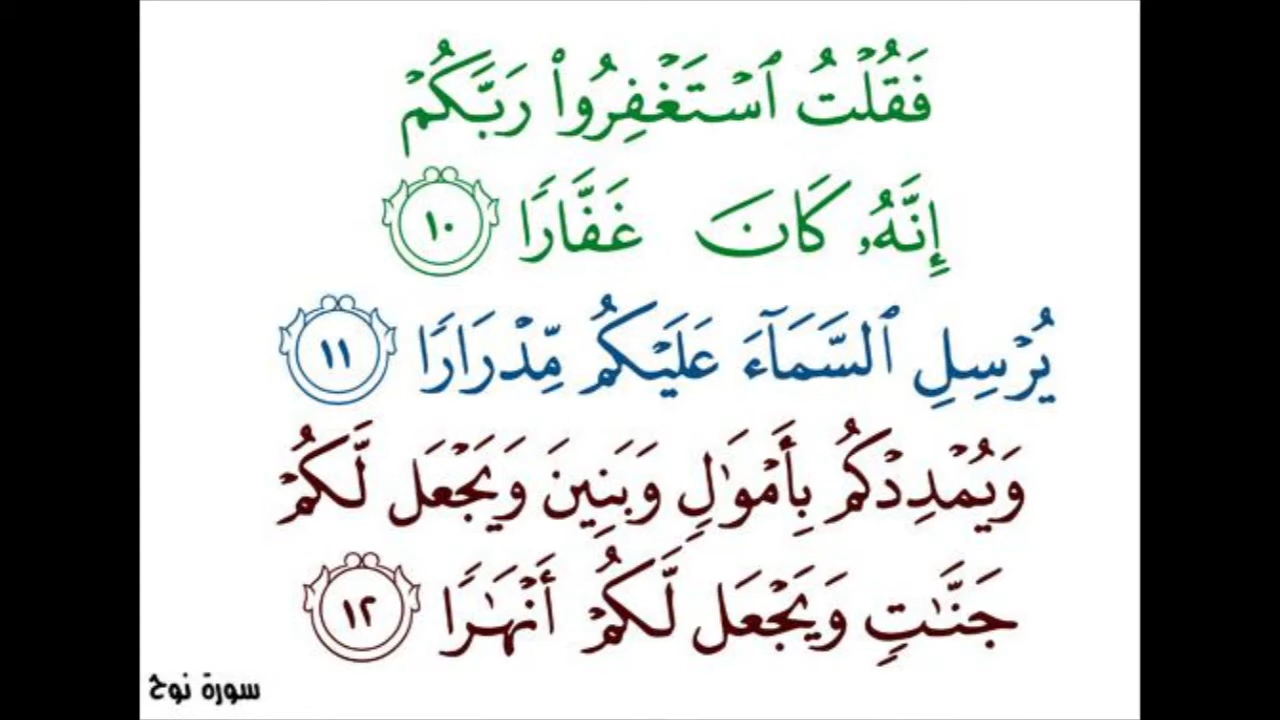 فَقُلْتُ ٱسْتَغْفِرُوا۟ رَبَّكُمْ
إِنَّهُۥ كَانَ غَفَّارًا ١٠
يُرْسِلِ ٱلسَّمَآءَ عَلَيْكُم مِّدْرَارًا ١١
وَيُمْدِدْكُم بِأَمْوَٰلٍ وَبَنِينَ وَيَجْعَل لَّكُمْ
جَنَّـٰتٍ وَيَجْعَل لَّكُمْ أَنْهَـٰرًا ١٢
سورة نوح